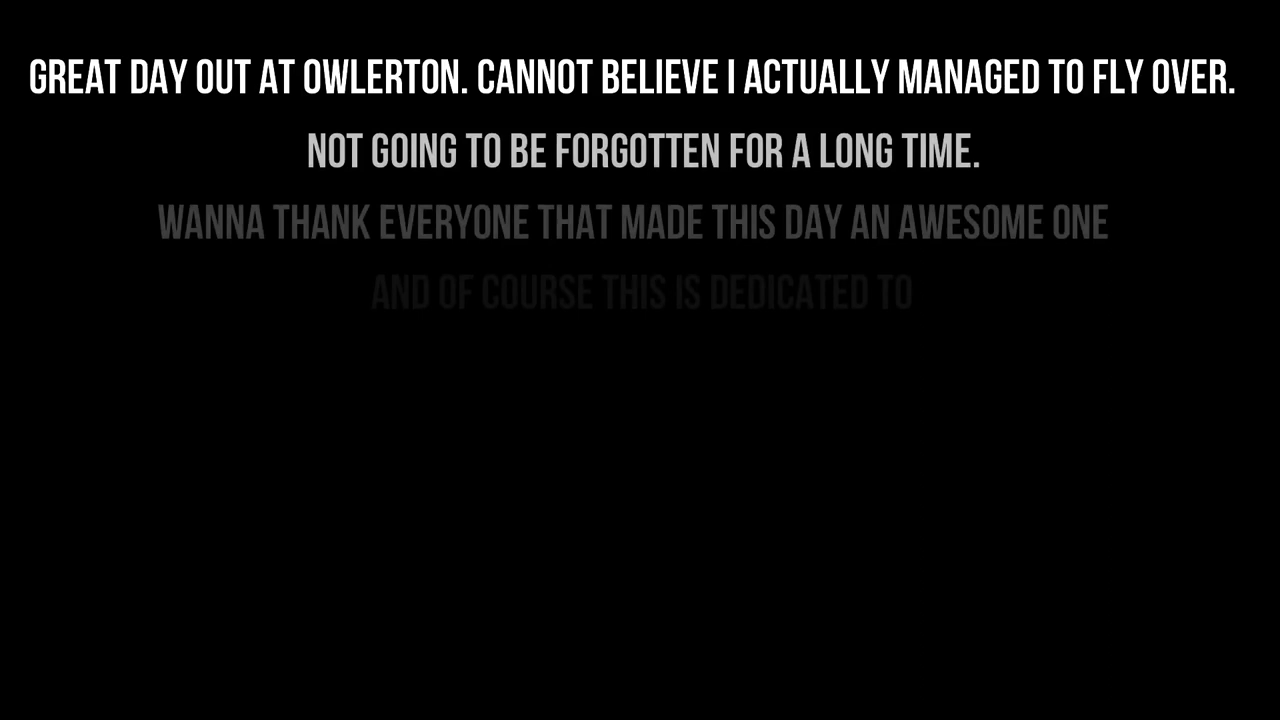 GREAT DAY OUT AT OWLERTON. CANNOT BELIEVE I ACTUALLY MANAGED TO FLY OVER.
NOT GOING TO BE FORGOTTEN FOR A LONG TIME.
WANNA THANK EVERYONE THAT MADE THIS DAY AN AWESOME ONE
AND OF COURSE THIS IS DEDICATED TO